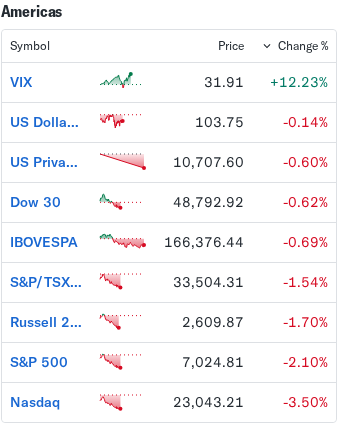 Americas
Symbol Price Change %
VIX 31.91 +12.23%
US Dolla... 103.75 -0.14%
US Priva... 10,707.60 -0.60%
Dow 30 48,792.92 -0.62%
IBOVESPA 166,376.44 -0.69%
S&P/TSX... 33,504.31 -1.54%
Russell 2... 2,609.87 -1.70%
S&P 500 7,024.81 -2.10%
Nasdaq 23,043.21 -3.50%